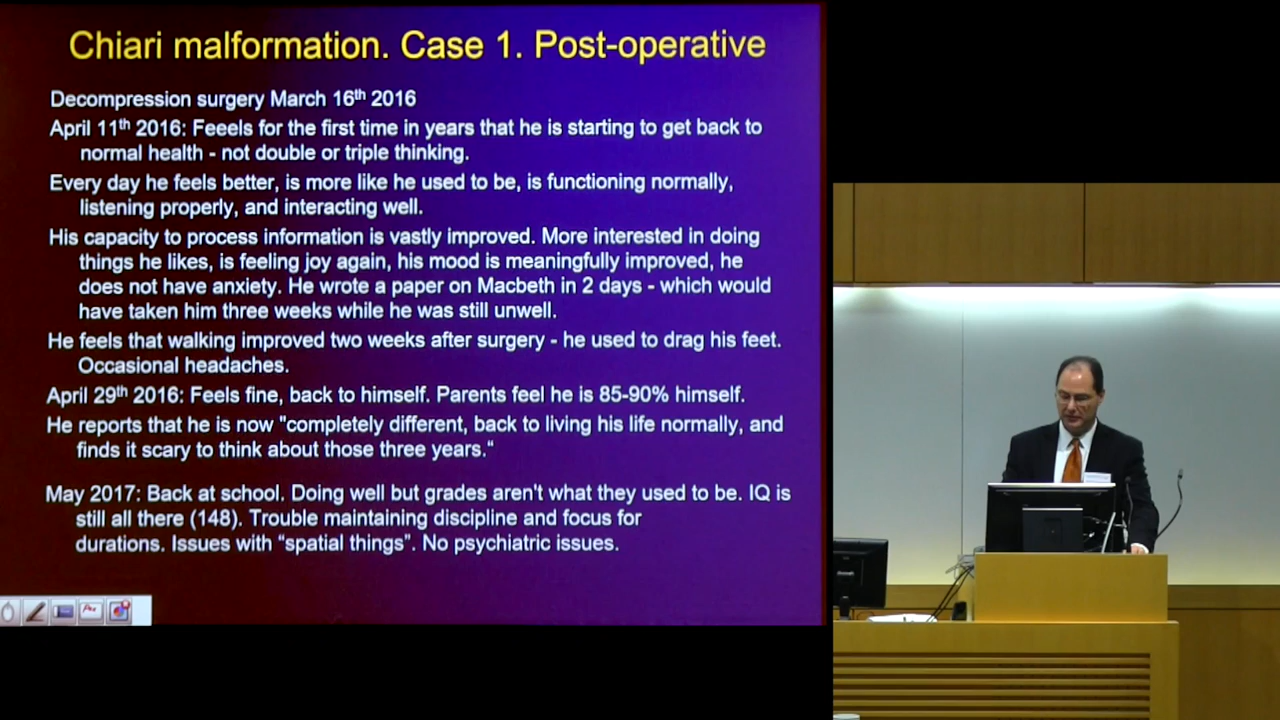 Chiari malformation. Case 1. Post-operative
Decompression surgery March 16th 2016
April 11th 2016: Feeels for the first time in years that he is starting to get back to
normal health - not double or triple thinking.
Every day he feels better, is more like he used to be, is functioning normally,
listening properly, and interacting well.
His capacity to process information is vastly improved. More interested in doing
things he likes, is feeling joy again, his mood is meaningfully improved, he
does not have anxiety. He wrote a paper on Macbeth in 2 days - which would
have taken him three weeks while he was still unwell.
He feels that walking improved two weeks after surgery - he used to drag his feet.
Occasional headaches.
April 29th 2016: Feels fine, back to himself. Parents feel he is 85-90% himself.
He reports that he is now "completely different, back to living his life normally, and
finds it scary to think about those three years."
May 2017: Back at school. Doing well but grades aren't what they used to be. IQ is
still all there (148). Trouble maintaining discipline and focus for
durations. Issues with "spatial things". No psychiatric issues.